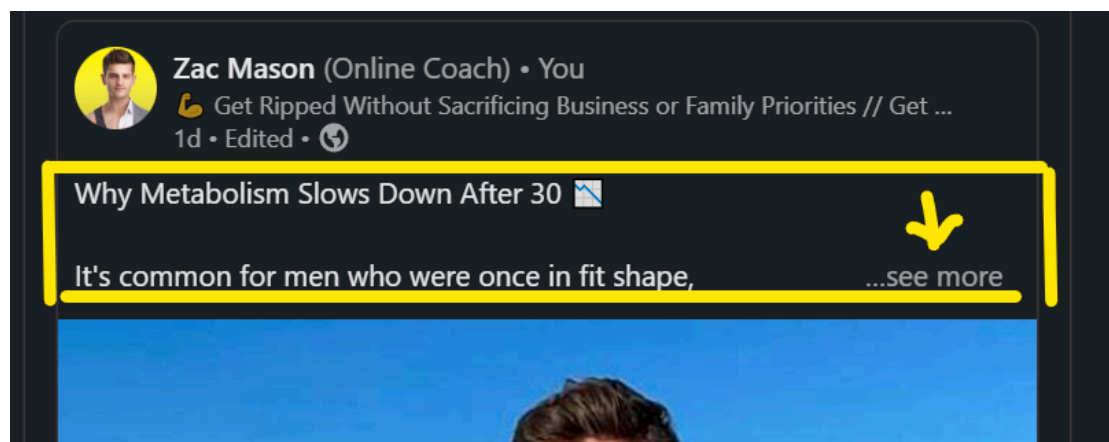 Zac Mason (Online Coach) • You
💪 Get Ripped Without Sacrificing Business or Family Priorities // Get ...
1d • Edited •
Why Metabolism Slows Down After 30 📉
It's common for men who were once in fit shape, ...see more